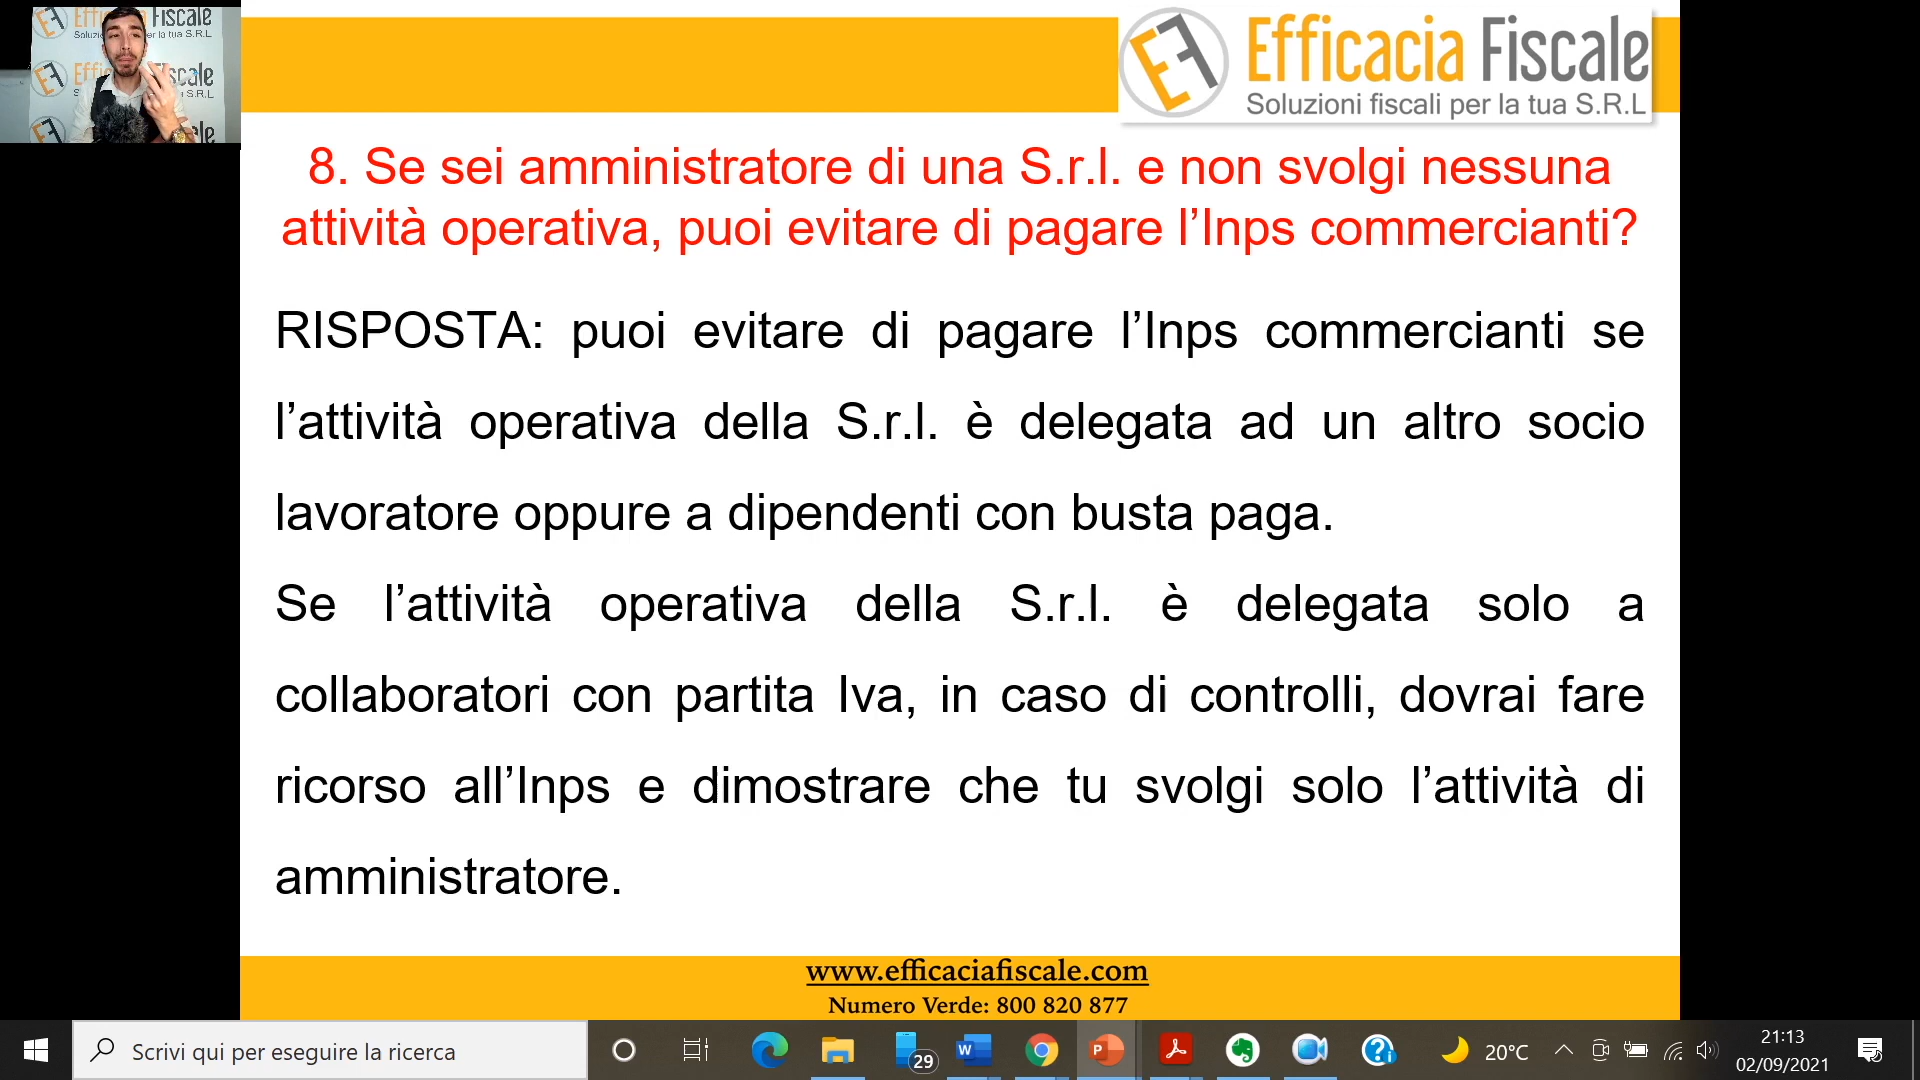 Efficacia Fiscale
Soluzioni fiscali per la tua S.R.L
8. Se sei amministratore di una S.r.l. e non svolgi nessuna
attività operativa, puoi evitare di pagare l’Inps commercianti?
RISPOSTA: puoi evitare di pagare l’Inps commercianti se
l’attività operativa della S.r.l. è delegata ad un altro socio
lavoratore oppure a dipendenti con busta paga.
Se l’attività operativa della S.r.l. è delegata solo a
collaboratori con partita Iva, in caso di controlli, dovrai fare
ricorso all’Inps e dimostrare che tu svolgi solo l’attività di
amministratore.
www.efficaciafiscale.com
Numero Verde: 800 820 877
Scrivi qui per eseguire la ricerca
29
20°C
21:13
02/09/2021